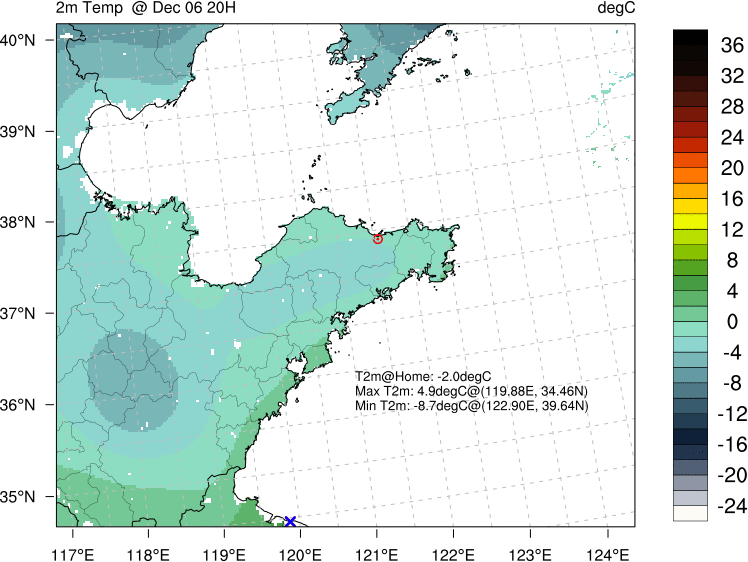 2m Temp @ Dec 06 20H
degC
40°N
39°N
38°N
37°N
36°N
35°N
117°E
118°E
119°E
120°E
121°E
122°E
123°E
124°E
T2m@Home: -2.0degC
Max T2m: 4.9degC@(119.88E, 34.46N)
Min T2m: -8.7degC@(122.90E, 39.64N)
36
32
28
24
20
16
12
8
4
0
-4
-8
-12
-16
-20
-24